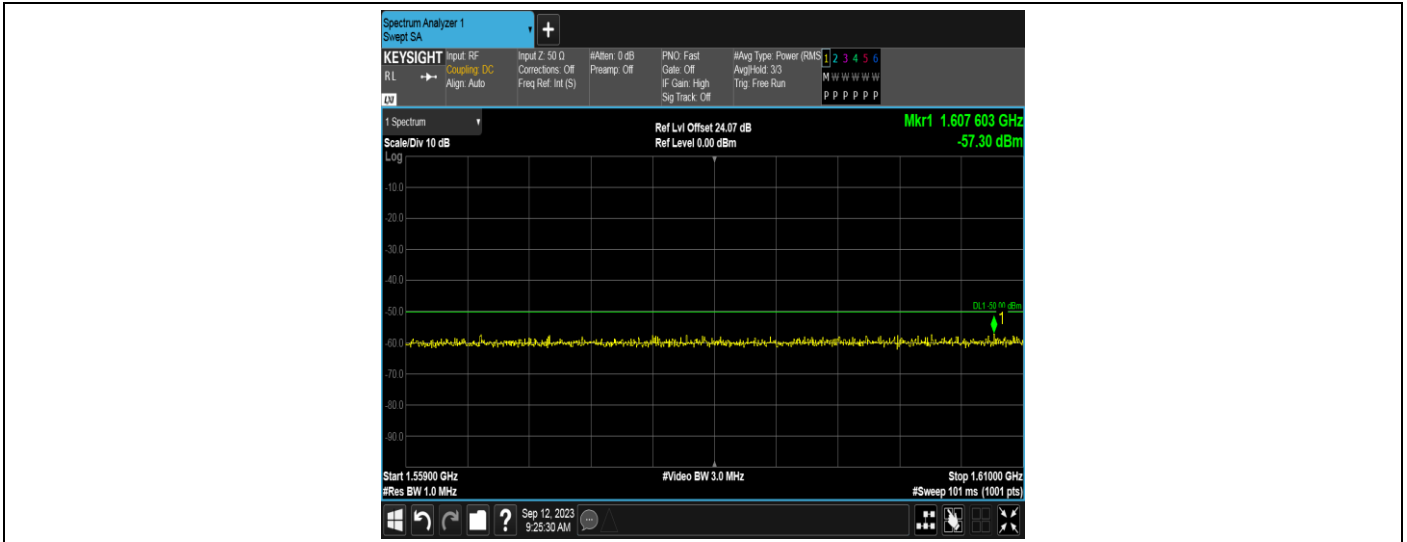 Spectrum Analyzer 1
Swept SA
+
KEYSIGHT Input: RF Input Z: 50 Ω #Atten: 0 dB PNO: Fast #Avg Type: Power (RMS 1 2 3 4 5 6
RL Coupling: DC Corrections: Off Preamp: Off Gate: Off Avg|Hold: 3/3 M W W W W W
Align: Auto Freq Ref: Int (S) IF Gain: High Trig: Free Run
Sig Track: Off P P P P P P
LXI
1 Spectrum
Ref Lvl Offset 24.07 dB Mkr1 1.607 603 GHz
Scale/Div 10 dB Ref Level 0.00 dBm -57.30 dBm
Log
-10.0
-20.0
-30.0
-40.0
DL1 -50.00 dBm
-50.0
1
-60.0
-70.0
-80.0
-90.0
Start 1.55900 GHz #Video BW 3.0 MHz Stop 1.61000 GHz
#Res BW 1.0 MHz #Sweep 101 ms (1001 pts)
? Sep 12, 2023
9:25:30 AM